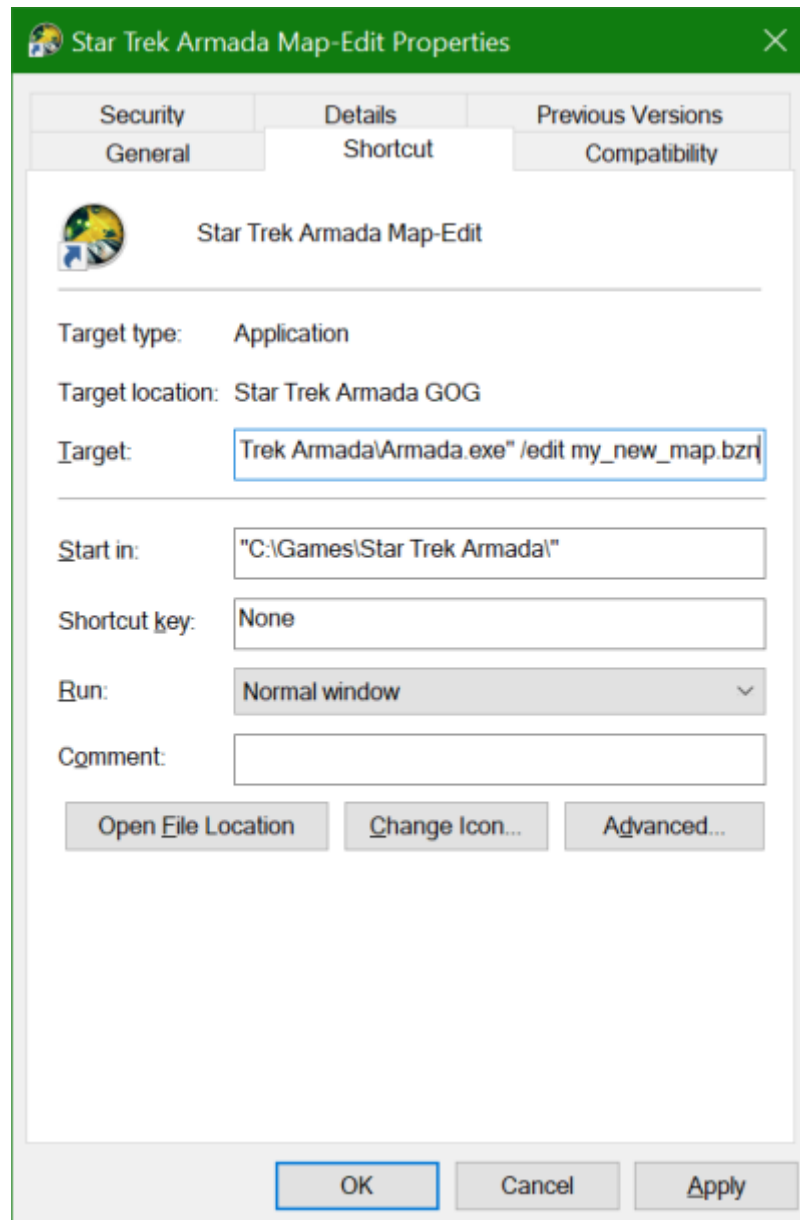 Star Trek Armada Map-Edit Properties
Security Details Previous Versions
General Shortcut Compatibility
Star Trek Armada Map-Edit
Target type: Application
Target location: Star Trek Armada GOG
Target: Trek Armada\Armada.exe" /edit my_new_map.bzn
Start in: "C:\Games\Star Trek Armada\"
Shortcut key: None
Run: Normal window
Comment:
Open File Location Change Icon... Advanced...
OK Cancel Apply